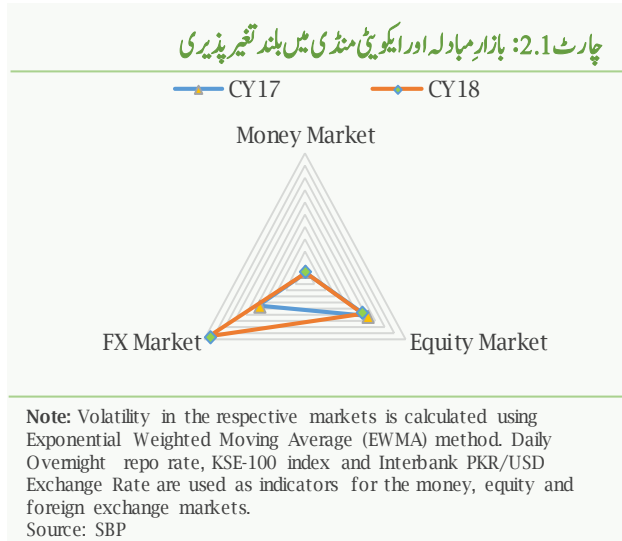 چارٹ2.1: بازارِ مبادلہ اور ایکویٹی منڈی میں بلند تغیر پذیری
CY17 CY18
Money Market
FX Market Equity Market
Note: Volatility in the respective markets is calculated using
Exponential Weighted Moving Average (EWMA) method. Daily
Overnight repo rate, KSE-100 index and Interbank PKR/USD
Exchange Rate are used as indicators for the money, equity and
foreign exchange markets.
Source: SBP